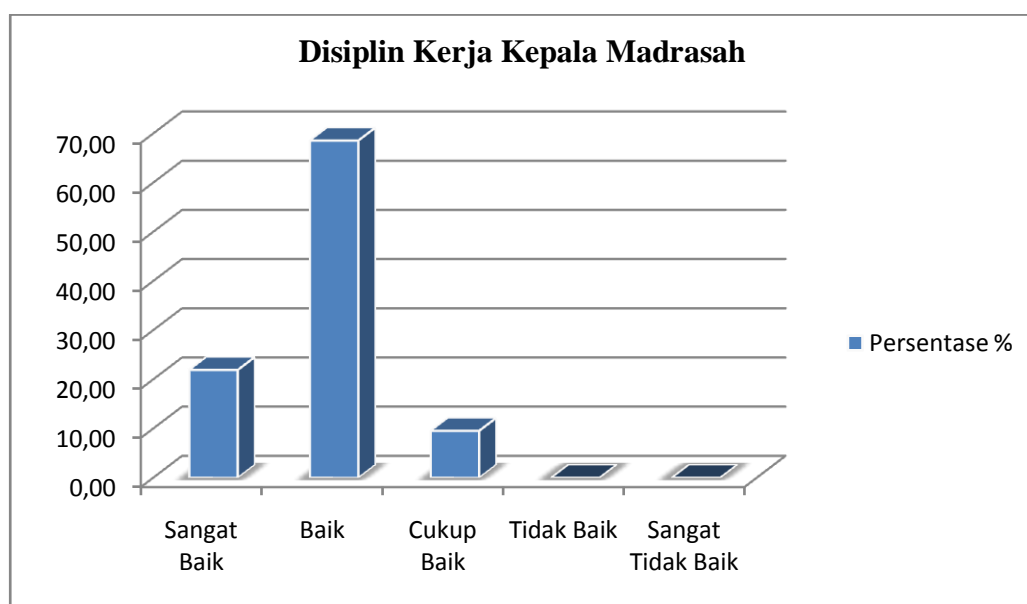 Disiplin Kerja Kepala Madrasah
70,00
60,00
50,00
40,00
30,00
20,00
10,00
0,00
Sangat
Baik
Baik
Cukup
Baik
Tidak Baik
Sangat
Tidak Baik
Persentase %